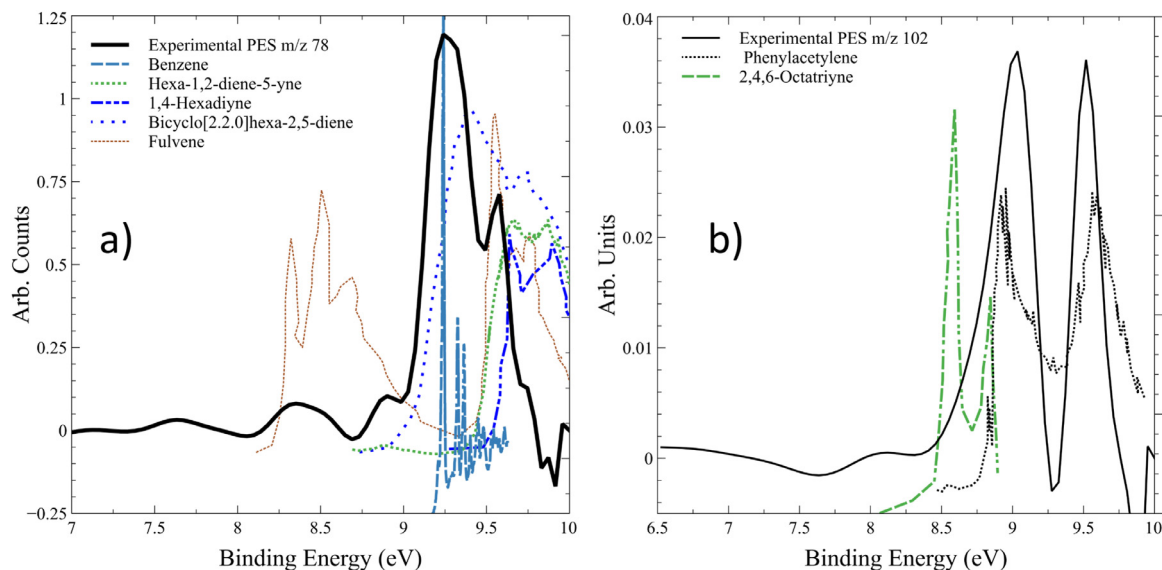 1.25
1
0.75
0.5
0.25
0
−0.25
Arb. Counts
Experimental PES m/z 78
Benzene
Hexa-1,2-diene-5-yne
1,4-Hexadiyne
Bicyclo[2.2.0]hexa-2,5-diene
Fulvene
a)
7
7.5
8
8.5
9
9.5
10
Binding Energy (eV)
0.04
0.03
0.02
0.01
0
Arb. Units
Experimental PES m/z 102
Phenylacetylene
2,4,6-Octatriyne
b)
6.5
7
7.5
8
8.5
9
9.5
10
Binding Energy (eV)